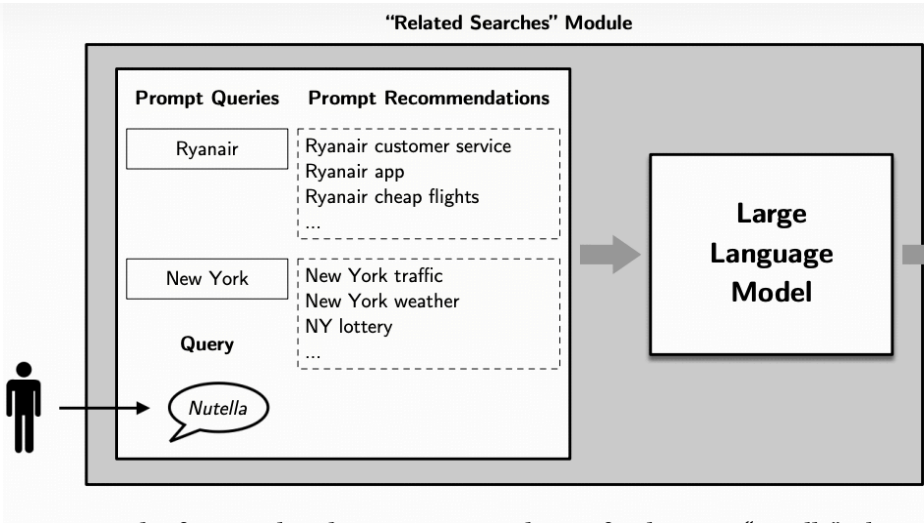 “Related Searches” Module
Prompt Queries
Prompt Recommendations
Ryanair
Ryanair customer service
Ryanair app
Ryanair cheap flights
...
New York
New York traffic
New York weather
NY lottery
...
Query
Nutella
Large
Language
Model